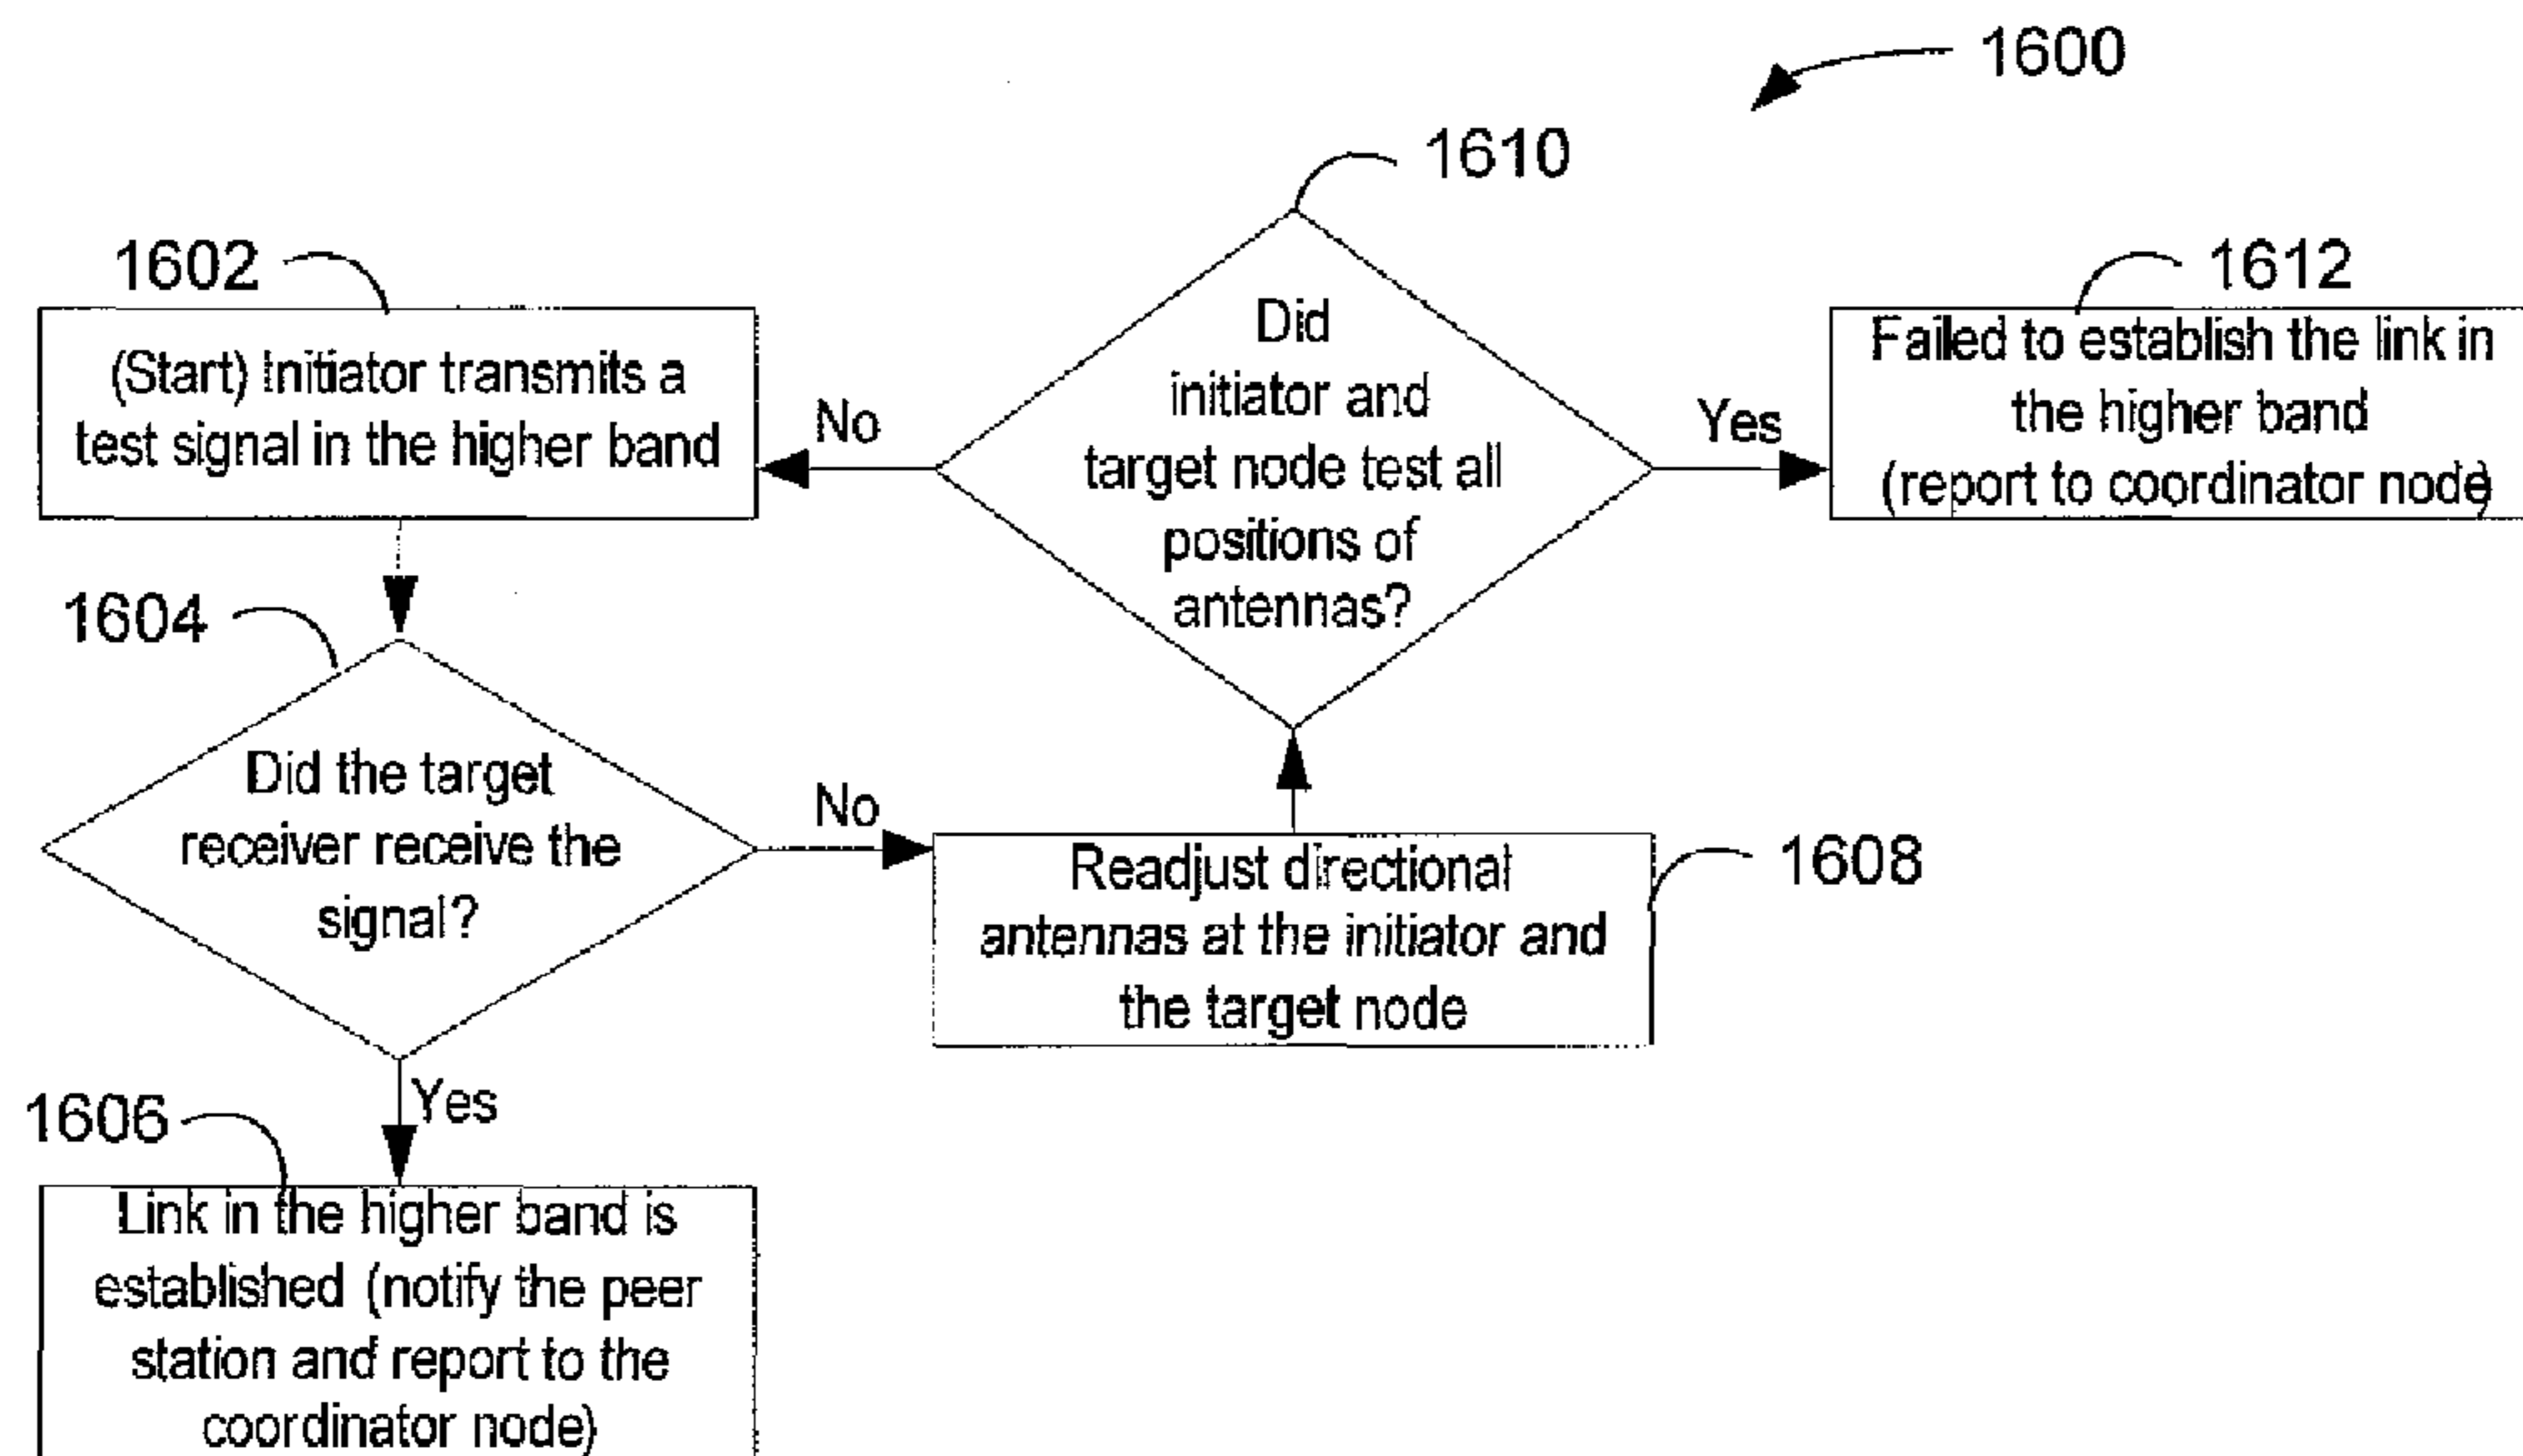 1600
1610
1602
1612
(Start) Initiator transmits a
test signal in the higher band
No
Did
initiator and
target node test all
positions of
antennas?
Yes
Failed to establish the link in
the higher band
(report to coordinator node)
1604
Did the target
receiver receive the
signal?
No
Readjust directional
antennas at the initiator and
the target node
1608
Yes
1606
Link in the higher band is
established (notify the peer
station and report to the
coordinator node)